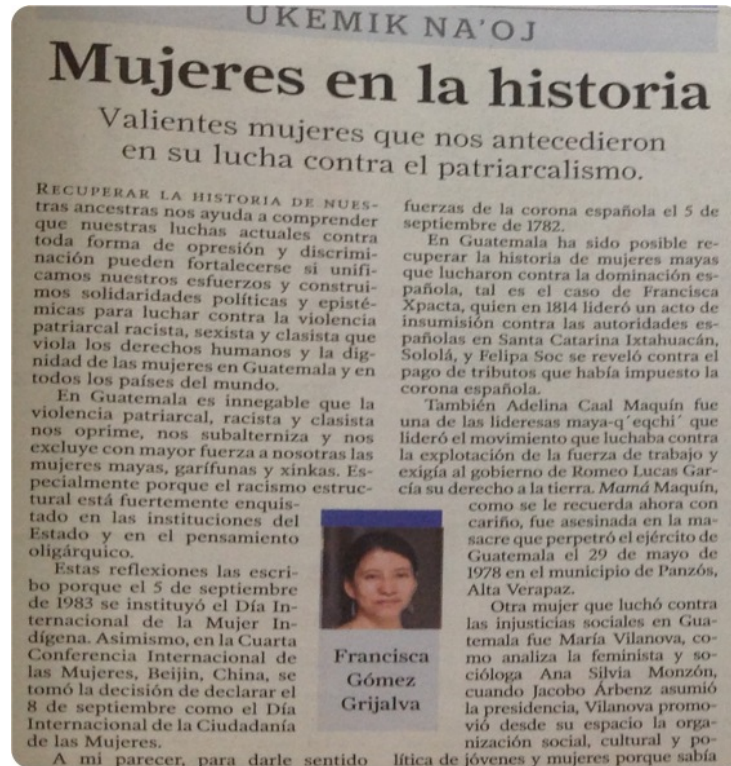 UKEMIK NA'OJ
Mujeres en la historia
Valientes mujeres que nos antecedieron
en su lucha contra el patriarcalismo.
RECUPERAR LA HISTORIA DE NUES-
tras ancestras nos ayuda a comprender
que nuestras luchas actuales contra
toda forma de opresión y discrimi-
nación pueden fortalecerse si unifi-
camos nuestros esfuerzos y construi-
mos solidaridades políticas y episté-
micas para luchar contra la violencia
patriarcal racista, sexista y clasista que
viola los derechos humanos y la dig-
nidad de las mujeres en Guatemala y en
todos los países del mundo.
En Guatemala es innegable que la
violencia patriarcal, racista y clasista
nos oprime, nos subalterniza y nos
excluye con mayor fuerza a nosotras las
mujeres mayas, garífunas y xinkas. Es-
pecialmente porque el racismo estruc-
tural está fuertemente enquis-
tado en las instituciones del
Estado y en el pensamiento
oligárquico.
Estas reflexiones las escri-
bo porque el 5 de septiembre
de 1983 se instituyó el Día In-
ternacional de la Mujer In-
dígena. Asimismo, en la Cuarta
Conferencia Internacional de
las Mujeres, Beijin, China, se
tomó la decisión de declarar el
8 de septiembre como el Día
Internacional de la Ciudadanía
de las Mujeres.
A mi parecer, para darle sentido
Francisca
Gómez
Grijalva
fuerzas de la corona española el 5 de
septiembre de 1782.
En Guatemala ha sido posible re-
cuperar la historia de mujeres mayas
que lucharon contra la dominación es-
pañola, tal es el caso de Francisca
Xpacta, quien en 1814 lideró un acto de
insumisión contra las autoridades es-
pañolas en Santa Catarina Ixtahuacán,
Sololá, y Felipa Soc se reveló contra el
pago de tributos que había impuesto la
corona española.
También Adelina Caal Maquín fue
una de las lideresas maya-q´eqchi´ que
lideró el movimiento que luchaba contra
la explotación de la fuerza de trabajo y
exigía al gobierno de Romeo Lucas Gar-
cía su derecho a la tierra. Mamá Maquín,
como se le recuerda ahora con
cariño, fue asesinada en la ma-
sacre que perpetró el ejército de
Guatemala el 29 de mayo de
1978 en el municipio de Panzós,
Alta Verapaz.
Otra mujer que luchó contra
las injusticias sociales en Gua-
temala fue María Vilanova, co-
mo analiza la feminista y so-
cióloga Ana Silvia Monzón,
cuando Jacobo Árbenz asumió
la presidencia, Vilanova promo-
vió desde su espacio la orga-
nización social, cultural y po-
lítica de jóvenes y mujeres porque sabía